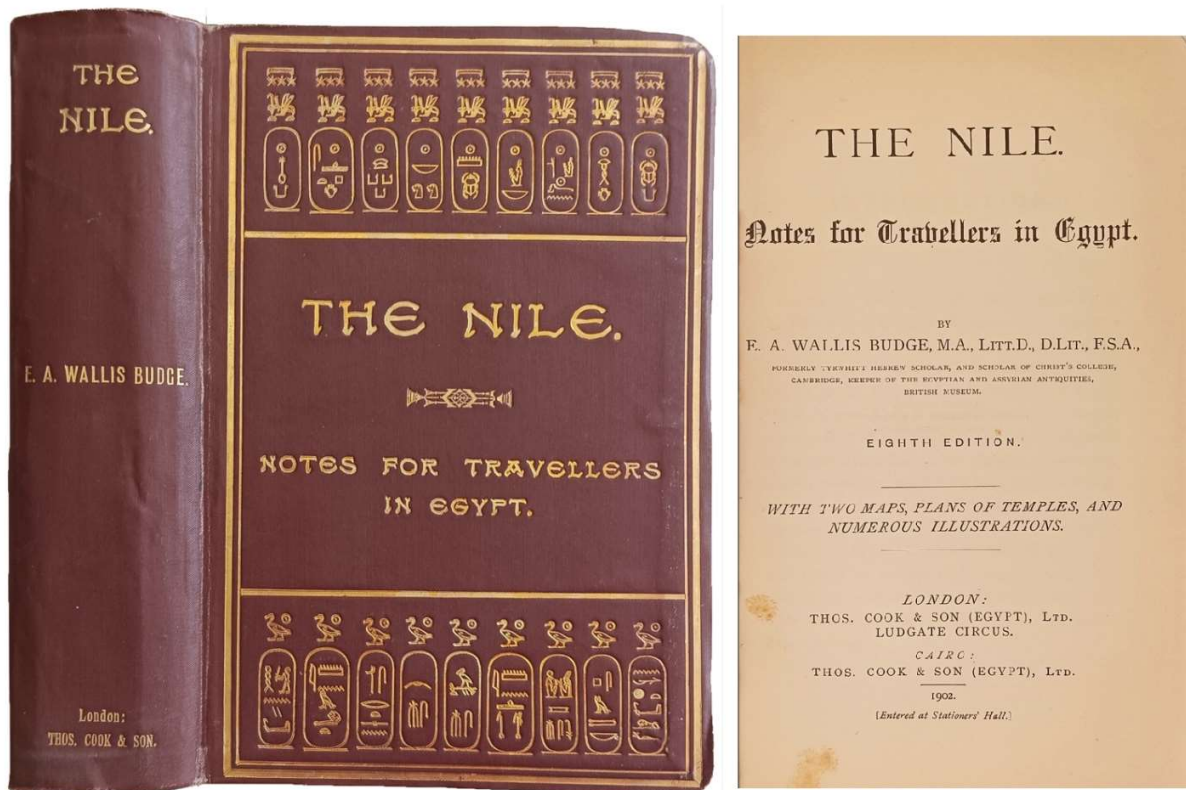 THE
NILE.
E. A. WALLIS BUDGE.
London:
THOS. COOK & SON.
THE NILE.
NOTES FOR TRAVELLERS
IN EGYPT.
THE NILE.
Notes for Travellers in Egypt.
BY
E. A. WALLIS BUDGE, M.A., LITT.D., D.LIT., F.S.A.,
FORMERLY TYRWHITT HEBREW SCHOLAR, AND SCHOLAR OF CHRIST'S COLLEGE,
CAMBRIDGE, KEEPER OF THE EGYPTIAN AND ASSYRIAN ANTIQUITIES,
BRITISH MUSEUM.
EIGHTH EDITION.
WITH TWO MAPS, PLANS OF TEMPLES, AND
NUMEROUS ILLUSTRATIONS.
LONDON:
THOS. COOK & SON (EGYPT), LTD.
LUDGATE CIRCUS.
CAIRO:
THOS. COOK & SON (EGYPT), LTD.
1902.
[Entered at Stationers' Hall.]